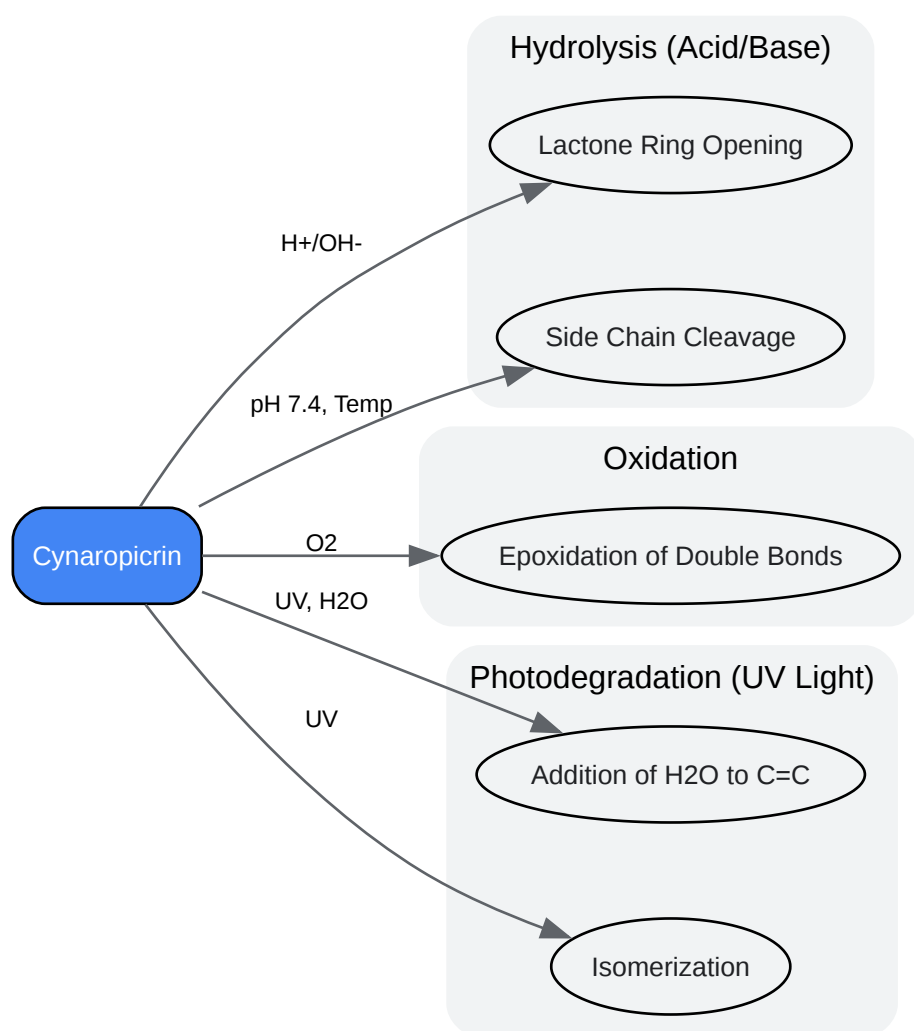 Hydrolysis (Acid/Base)
Lactone Ring Opening
H+/OH-
Side Chain Cleavage
pH 7.4, Temp
Oxidation
Cynaropicrin
O2
Epoxidation of Double Bonds
UV, H2O
Photodegradation (UV Light)
UV
Addition of H2O to C=C
Isomerization